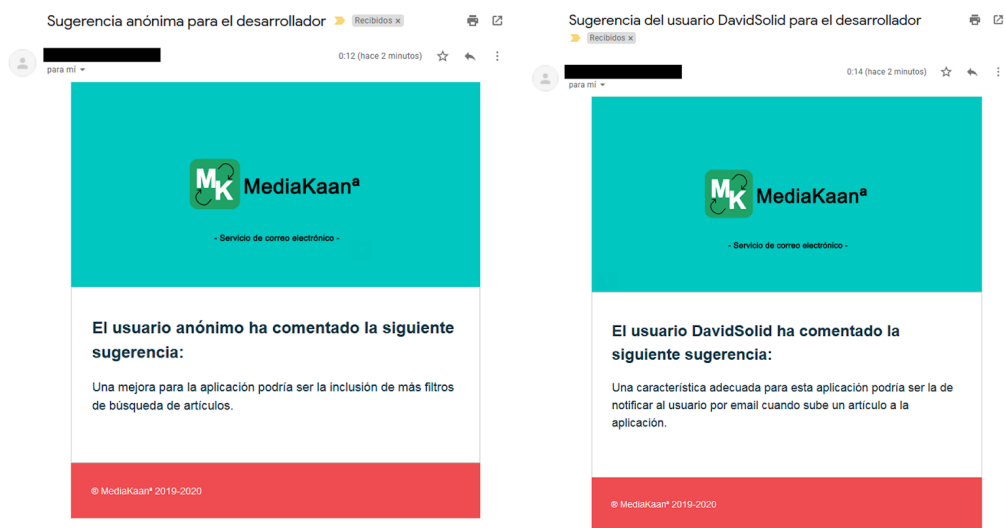 Sugerencia anónima para el desarrollador Recibidos x
0:12 (hace 2 minutos)
para mí
MK MediaKaanª
- Servicio de correo electrónico -
El usuario anónimo ha comentado la siguiente
sugerencia:
Una mejora para la aplicación podría ser la inclusión de más filtros
de búsqueda de artículos.
® MediaKaanª 2019-2020
Sugerencia del usuario DavidSolid para el desarrollador
Recibidos x
0:14 (hace 2 minutos)
para mí
MK MediaKaanª
- Servicio de correo electrónico -
El usuario DavidSolid ha comentado la
siguiente sugerencia:
Una característica adecuada para esta aplicación podría ser la de
notificar al usuario por email cuando sube un artículo a la
aplicación.
® MediaKaanª 2019-2020